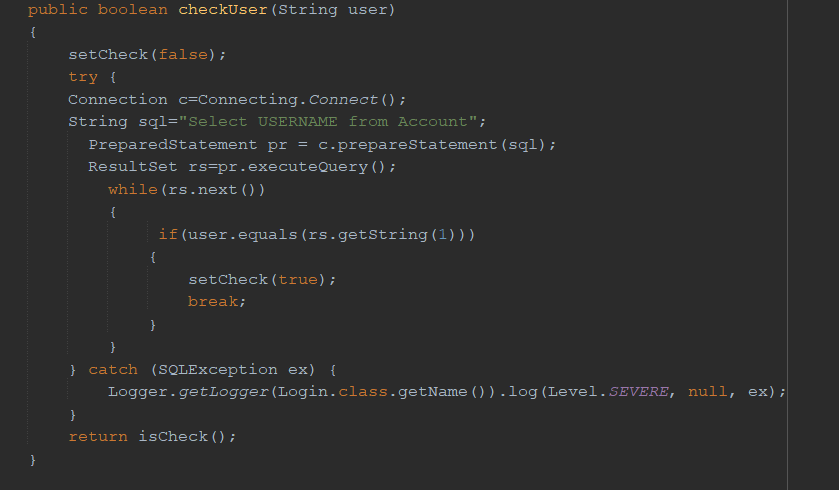 public boolean checkUser(String user)
{
setCheck(false);
try {
Connection c=Connecting.Connect();
String sql="Select USERNAME from Account";
PreparedStatement pr = c.prepareStatement(sql);
ResultSet rs=pr.executeQuery();
while(rs.next())
{
if(user.equals(rs.getString(1)))
{
setCheck(true);
break;
}
}
} catch (SQLException ex) {
Logger.getLogger(Login.class.getName()).log(Level.SEVERE, null, ex);
}
return isCheck();
}